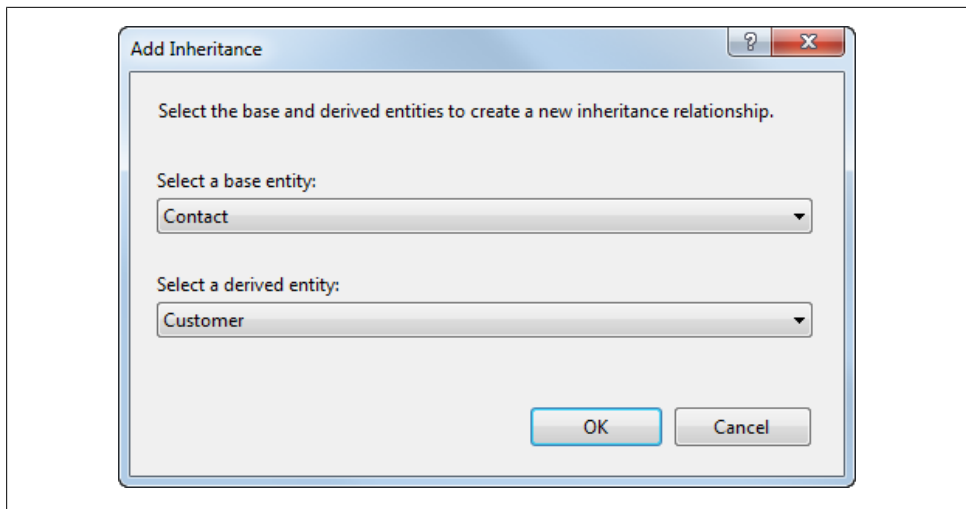 Add Inheritance
Select the base and derived entities to create a new inheritance relationship.
Select a base entity:
Contact
Select a derived entity:
Customer
OK Cancel